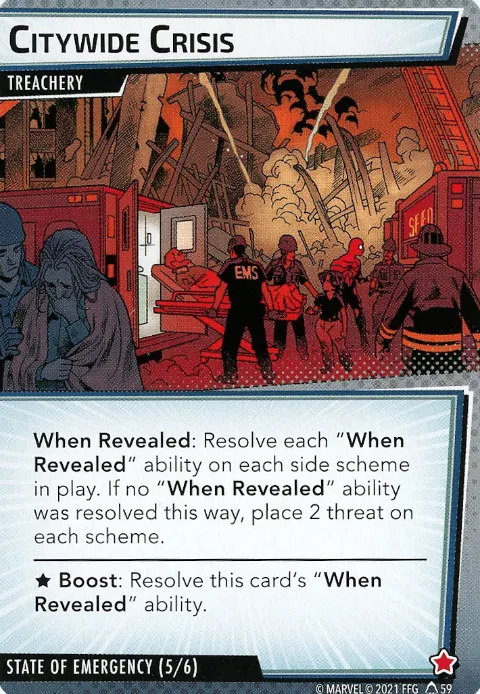 CITYWIDE CRISIS
TREACHERY
SFFD
EMS
When Revealed: Resolve each “When
Revealed” ability on each side scheme
in play. If no “When Revealed” ability
was resolved this way, place 2 threat on
each scheme.
★ Boost: Resolve this card’s “When
Revealed” ability.
STATE OF EMERGENCY (5/6)
© MARVEL © 2021 FFG 59